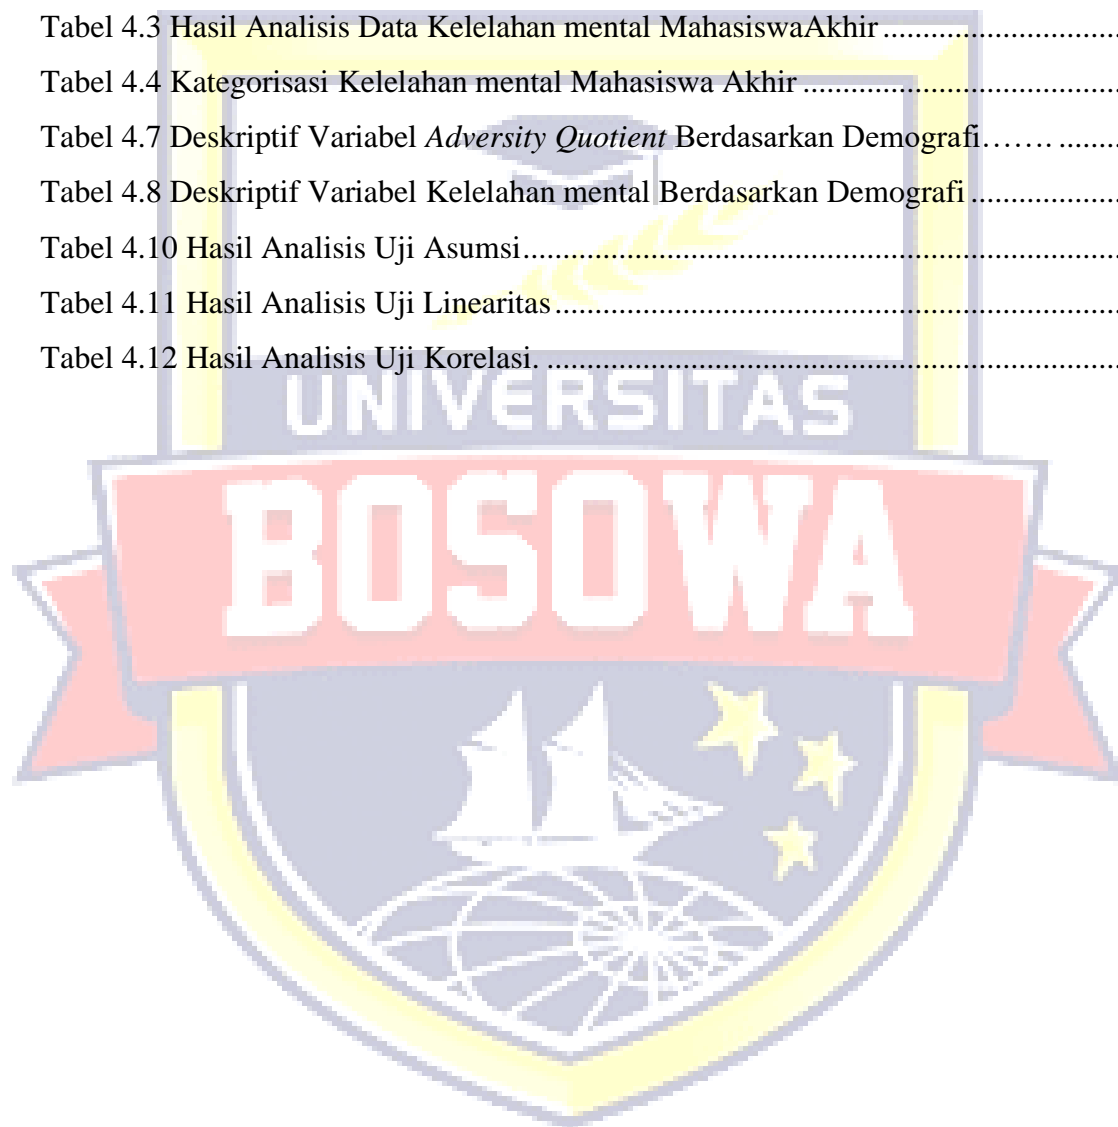 Tabel 4.3 Hasil Analisis Data Kelelahan mental MahasiswaAkhir ..............................
Tabel 4.4 Kategorisasi Kelelahan mental Mahasiswa Akhir ........................................
Tabel 4.7 Deskriptif Variabel Adversity Quotient Berdasarkan Demografi……. ........
Tabel 4.8 Deskriptif Variabel Kelelahan mental Berdasarkan Demografi ...................
Tabel 4.10 Hasil Analisis Uji Asumsi...........................................................................
Tabel 4.11 Hasil Analisis Uji Linearitas.......................................................................
Tabel 4.12 Hasil Analisis Uji Korelasi. ........................................................................
UNIVERSITAS
BOSOWA